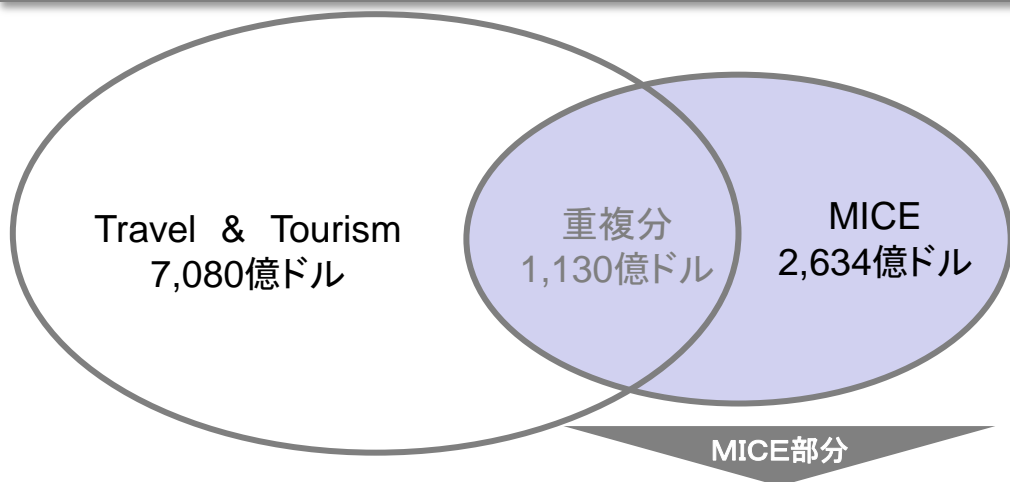 Travel & Tourism
7,080億ドル
重複分
1,130億ドル
MICE
2,634億ドル
MICE部分